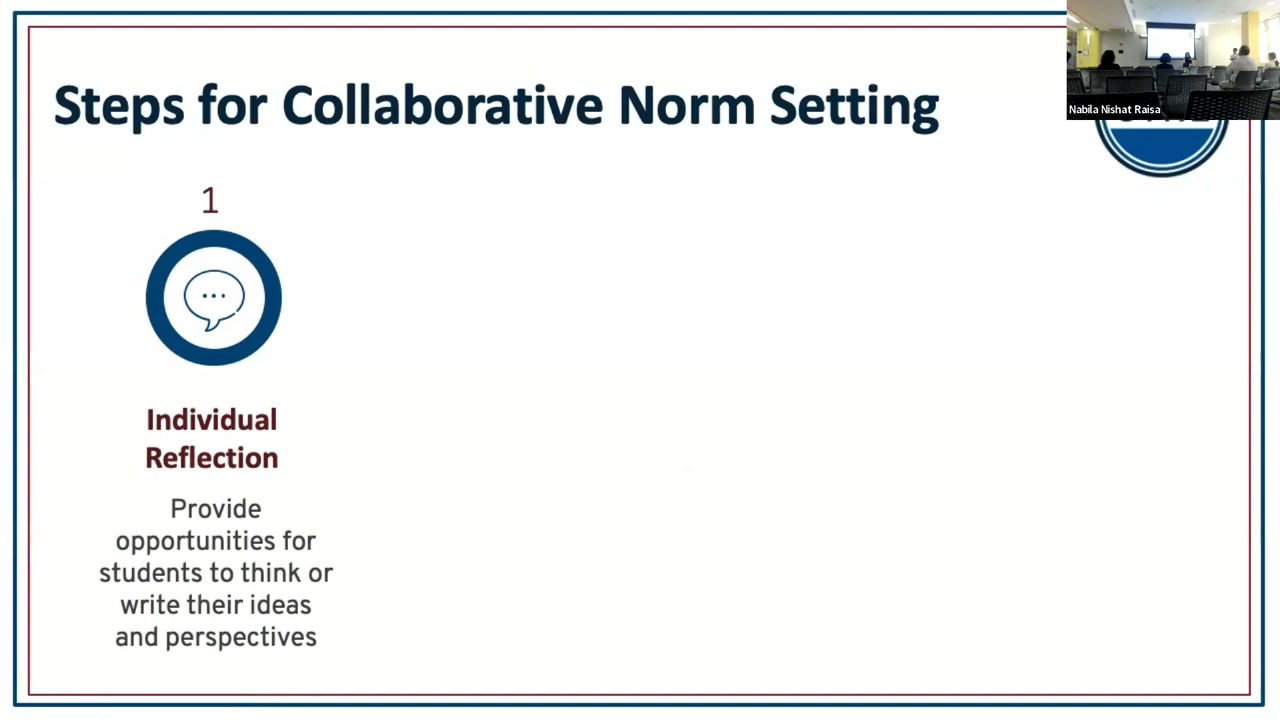 Steps for Collaborative Norm Setting
Nabila Nishat Raisa
1
Individual
Reflection
Provide
opportunities for
students to think or
write their ideas
and perspectives